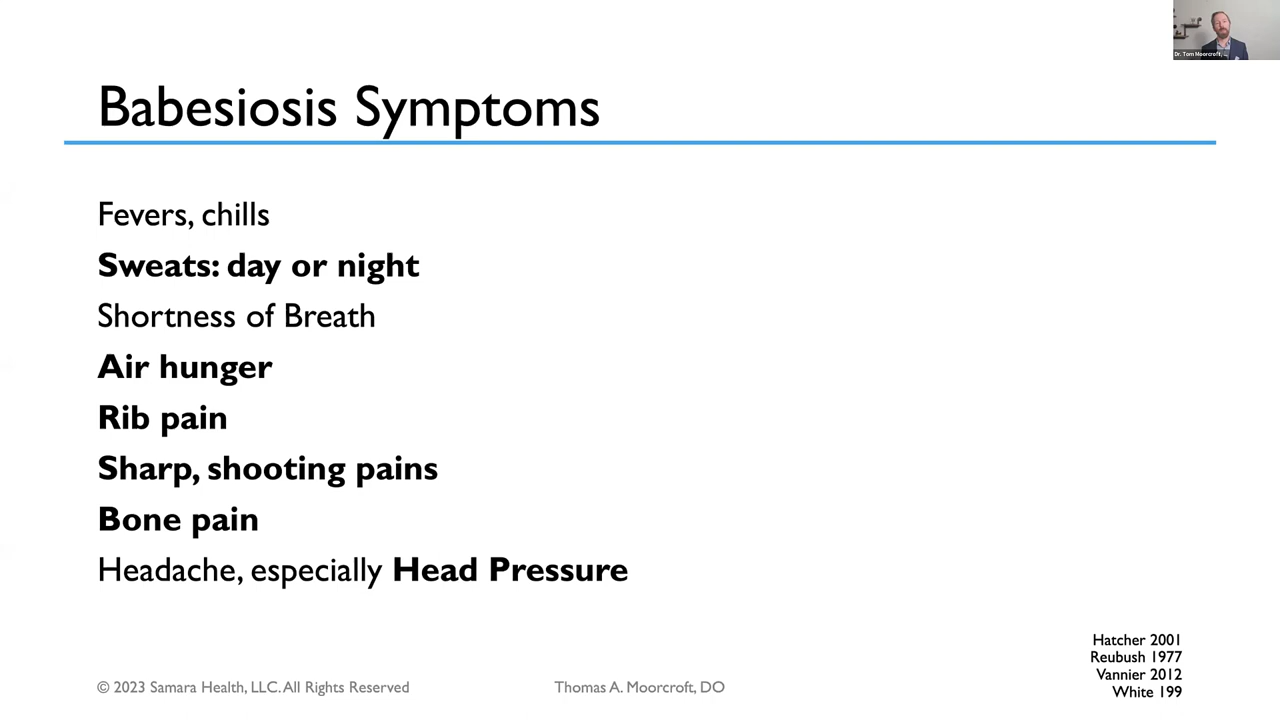 Dr. Tom Moorcroft, ...
Babesiosis Symptoms
Fevers, chills
Sweats: day or night
Shortness of Breath
Air hunger
Rib pain
Sharp, shooting pains
Bone pain
Headache, especially Head Pressure
Hatcher 2001
Reubush 1977
Vannier 2012
White 199
© 2023 Samara Health, LLC. All Rights Reserved
Thomas A. Moorcroft, DO